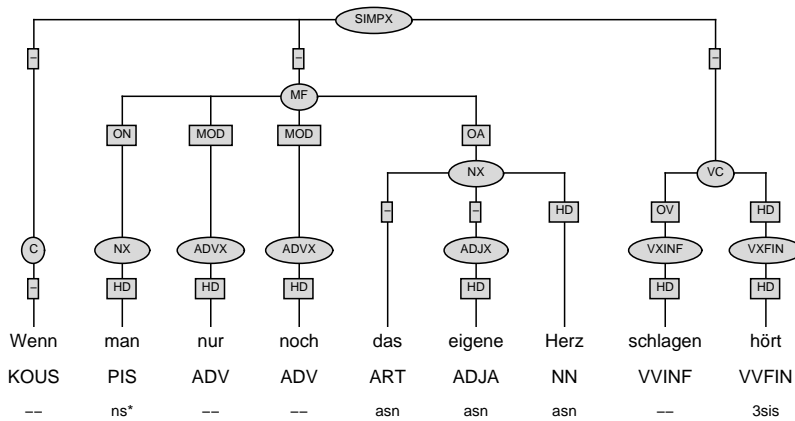 SIMPX
– – –
MF
ON MOD MOD OA
NX VC
– – HD OV HD
C NX ADVX ADVX ADJX VXINF VXFIN
– HD HD HD HD HD HD
Wenn man nur noch das eigene Herz schlagen hört
KOUS PIS ADV ADV ART ADJA NN VVINF VVFIN
−− ns* −− −− asn asn asn −− 3sis